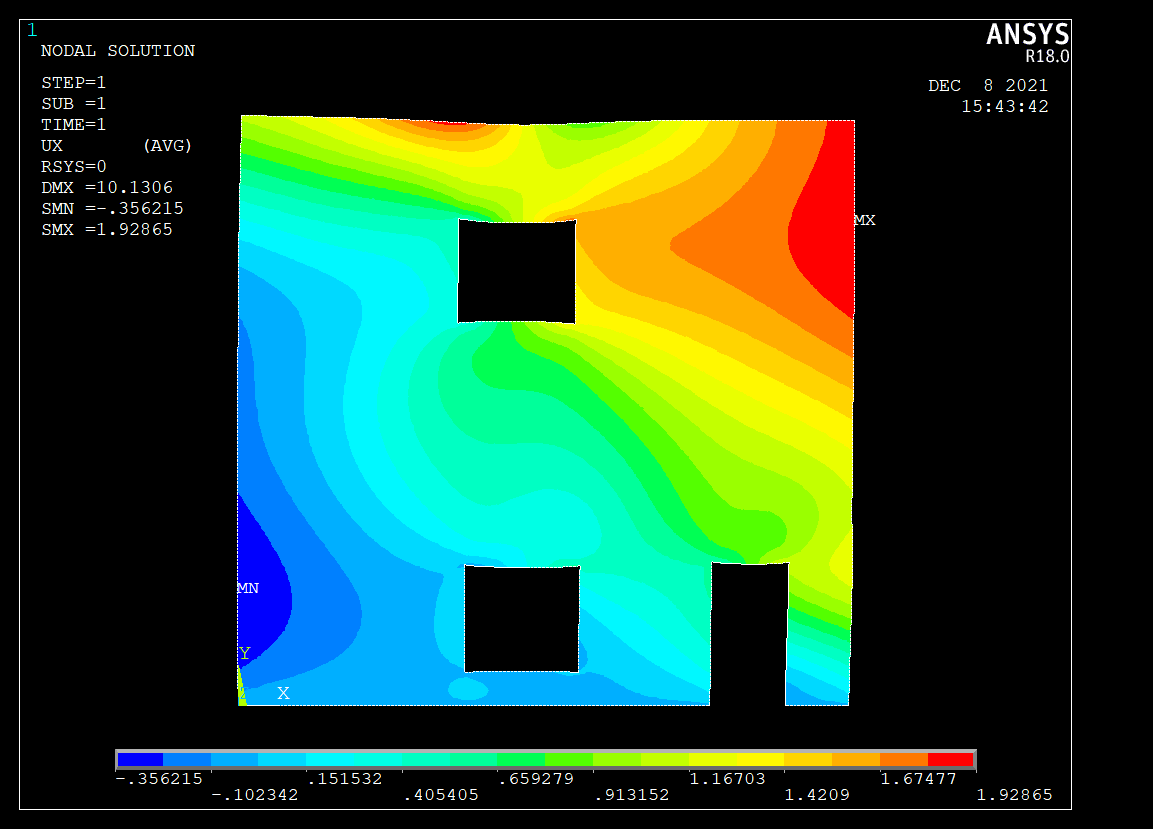 1
ANSYS
R18.0
NODAL SOLUTION
STEP=1
SUB =1
TIME=1
UX (AVG)
RSYS=0
DMX =10.1306
SMN =-.356215
SMX =1.92865
DEC 8 2021
15:43:42
MX
MN
Y
X
-.356215 .151532 .659279 1.16703 1.67477
-.102342 .405405 .913152 1.4209 1.92865